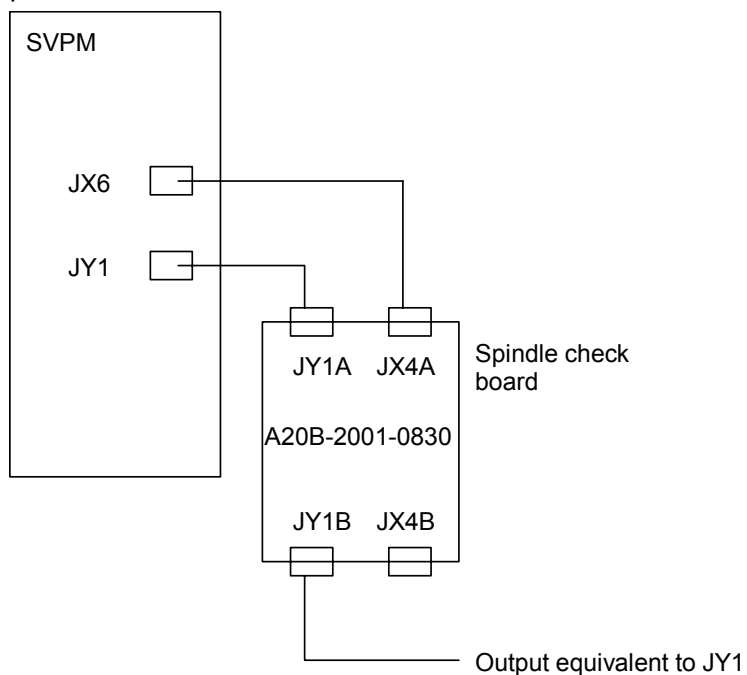 SVPM
JX6
JY1
JY1A JX4A
Spindle check
board
A20B-2001-0830
JY1B JX4B
Output equivalent to JY1